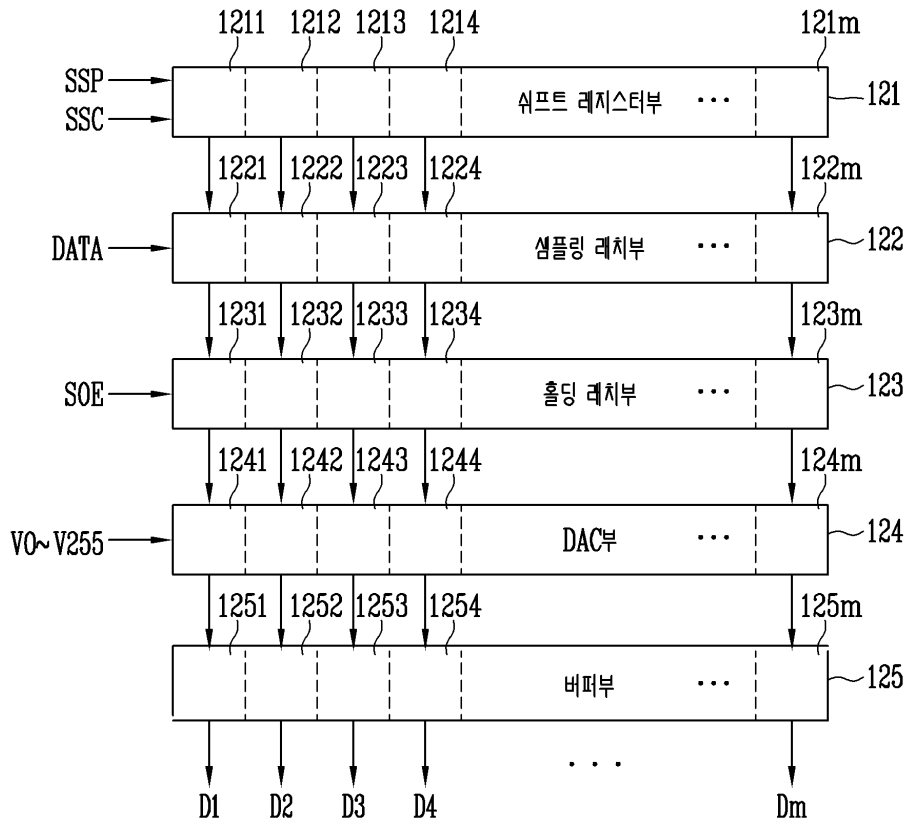 1211 1212 1213 1214 121m
SSP
SSC
쉬프트 레지스터부 ··· 121
1221 1222 1223 1224 122m
DATA 샘플링 래치부 ··· 122
1231 1232 1233 1234 123m
SOE 홀딩 래치부 ··· 123
1241 1242 1243 1244 124m
V0~V255 DAC부 ··· 124
1251 1252 1253 1254 125m
버퍼부 ··· 125
···
D1 D2 D3 D4 Dm